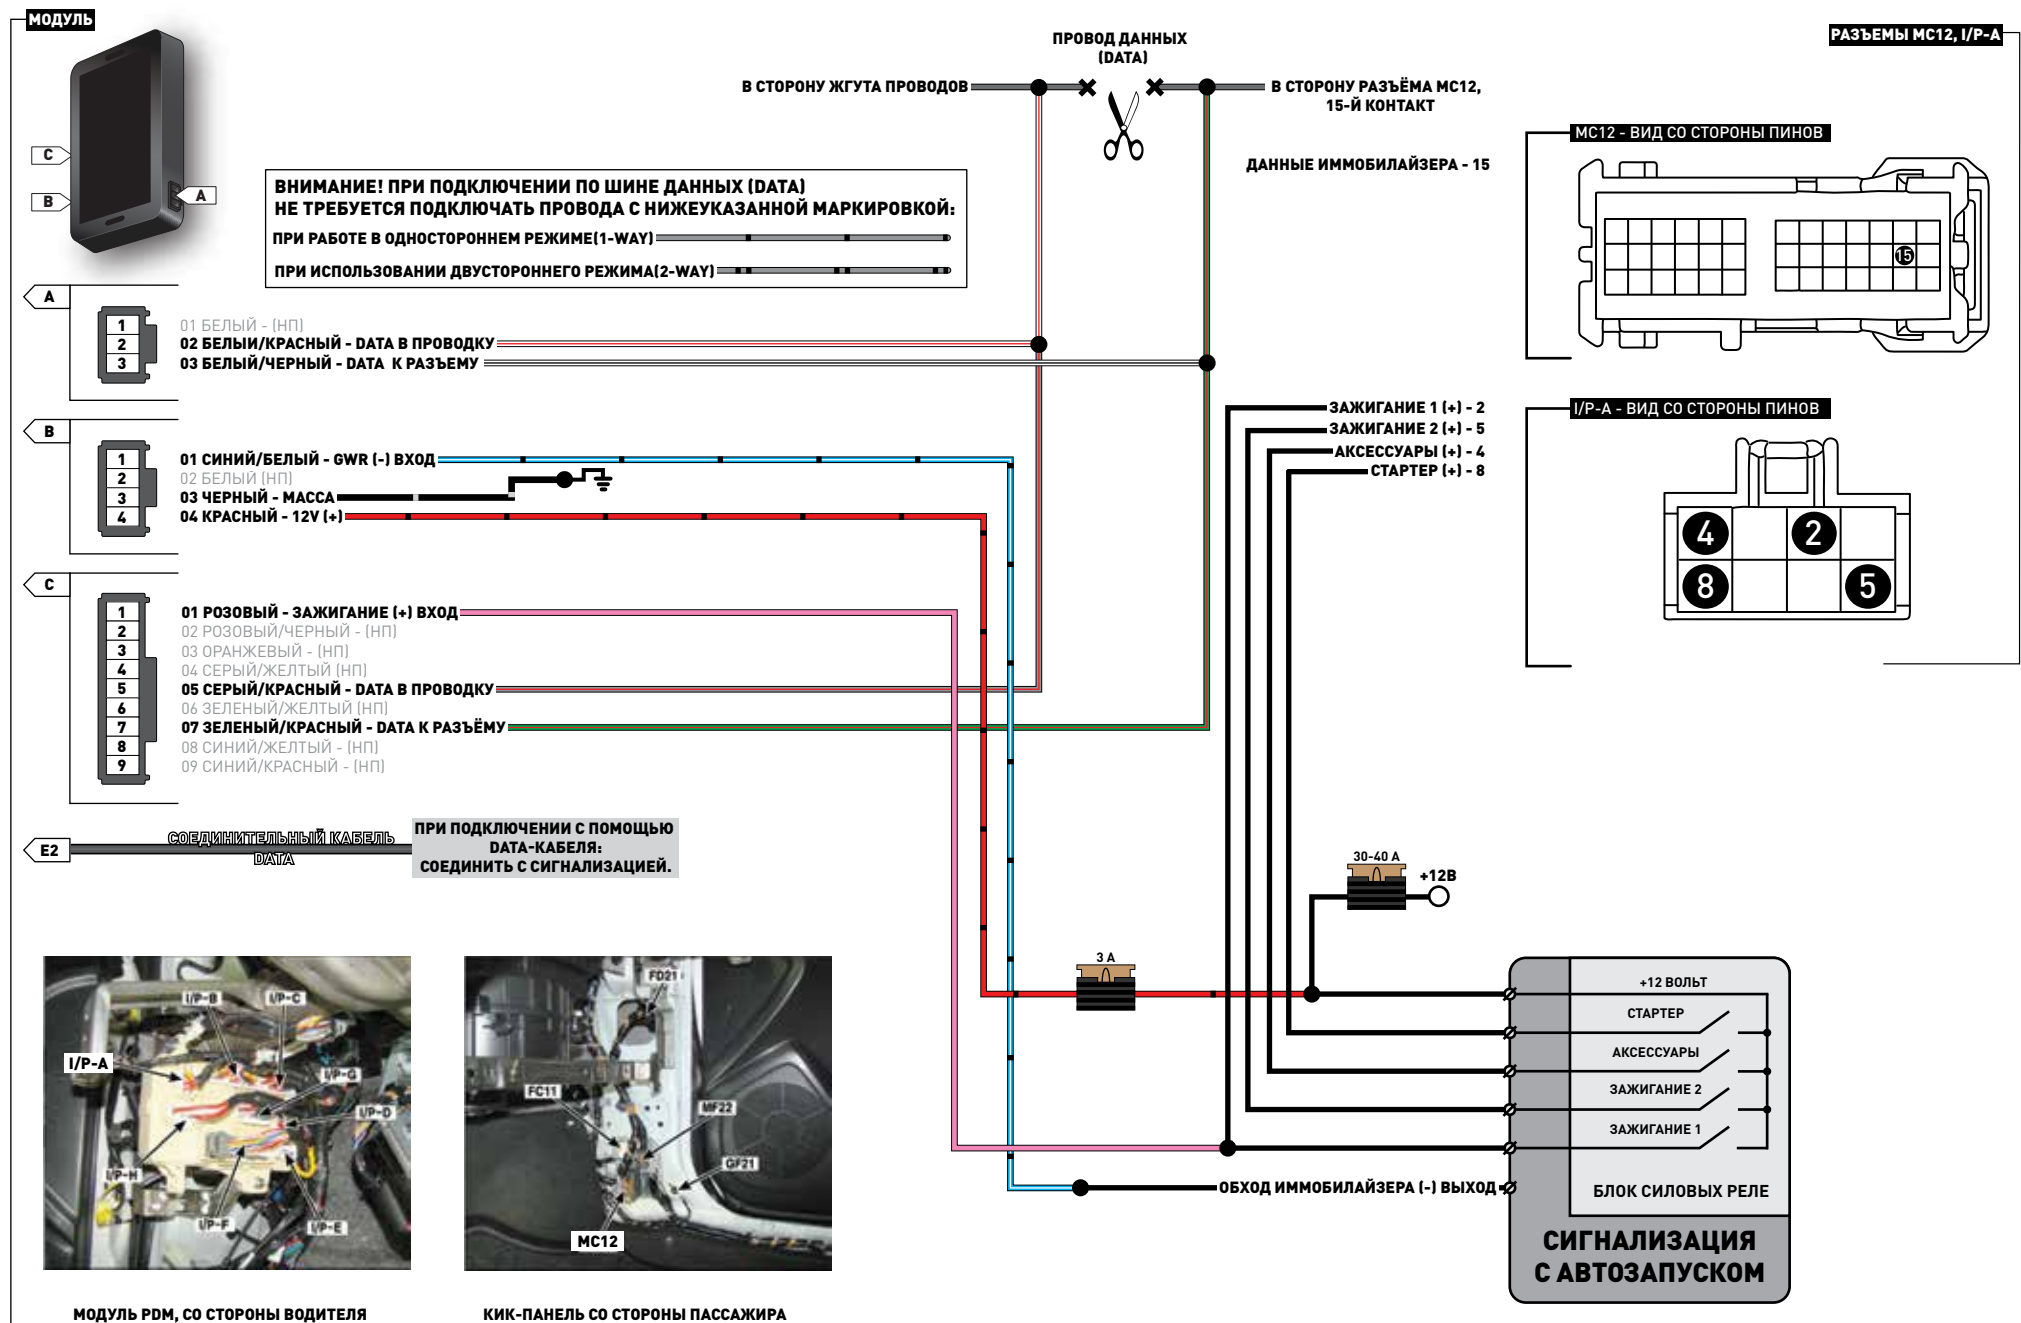 МОДУЛЬ
РАЗЪЕМЫ MC12, I/P-A
ПРОВОД ДАННЫХ
(DATA)
В СТОРОНУ ЖГУТА ПРОВОДОВ
В СТОРОНУ РАЗЪЁМА MC12,
15-Й КОНТАКТ
ДАННЫЕ ИММОБИЛАЙЗЕРА - 15
MC12 - ВИД СО СТОРОНЫ ПИНОВ
15
C
B
A
ВНИМАНИЕ! ПРИ ПОДКЛЮЧЕНИИ ПО ШИНЕ ДАННЫХ (DATA)
НЕ ТРЕБУЕТСЯ ПОДКЛЮЧАТЬ ПРОВОДА С НИЖЕУКАЗАННОЙ МАРКИРОВКОЙ:
ПРИ РАБОТЕ В ОДНОСТОРОННЕМ РЕЖИМЕ(1-WAY)
ПРИ ИСПОЛЬЗОВАНИИ ДВУСТОРОННЕГО РЕЖИМА(2-WAY)
A
1 01 БЕЛЫЙ - (НП)
2 02 БЕЛЫИ/КРАСНЫЙ - DATA В ПРОВОДКУ
3 03 БЕЛЫЙ/ЧЕРНЫЙ - DATA К РАЗЪЕМУ
B
1 01 СИНИЙ/БЕЛЫЙ - GWR (-) ВХОД
2 02 БЕЛЫЙ (НП)
3 03 ЧЕРНЫЙ - МАССА
4 04 КРАСНЫЙ - 12V (+)
C
1 01 РОЗОВЫЙ - ЗАЖИГАНИЕ (+) ВХОД
2 02 РОЗОВЫЙ/ЧЕРНЫЙ - (НП)
3 03 ОРАНЖЕВЫЙ - (НП)
4 04 СЕРЫЙ/ЖЕЛТЫЙ (НП)
5 05 СЕРЫЙ/КРАСНЫЙ - DATA В ПРОВОДКУ
6 06 ЗЕЛЕНЫЙ/ЖЕЛТЫЙ (НП)
7 07 ЗЕЛЕНЫЙ/КРАСНЫЙ - DATA К РАЗЪЁМУ
8 08 СИНИЙ/ЖЕЛТЫЙ - (НП)
9 09 СИНИЙ/КРАСНЫЙ - (НП)
ЗАЖИГАНИЕ 1 (+) - 2
ЗАЖИГАНИЕ 2 (+) - 5
АКСЕССУАРЫ (+) - 4
СТАРТЕР (+) - 8
I/P-A - ВИД СО СТОРОНЫ ПИНОВ
4 2
8 5
E2
СОЕДИНИТЕЛЬНЫЙ КАБЕЛЬ
DATA
ПРИ ПОДКЛЮЧЕНИИ С ПОМОЩЬЮ
DATA-КАБЕЛЯ:
СОЕДИНИТЬ С СИГНАЛИЗАЦИЕЙ.
30-40 А
+12В
3 А
+12 ВОЛЬТ
СТАРТЕР
АКСЕССУАРЫ
ЗАЖИГАНИЕ 2
ЗАЖИГАНИЕ 1
ОБХОД ИММОБИЛАЙЗЕРА (-) ВЫХОД
БЛОК СИЛОВЫХ РЕЛЕ
СИГНАЛИЗАЦИЯ
С АВТОЗАПУСКОМ
I/P-B
I/P-C
I/P-A
I/P-G
I/P-D
I/P-H
I/P-F
I/P-E
FD21
FC11
MF22
GF21
MC12
МОДУЛЬ PDM, СО СТОРОНЫ ВОДИТЕЛЯ
КИК-ПАНЕЛЬ СО СТОРОНЫ ПАССАЖИРА